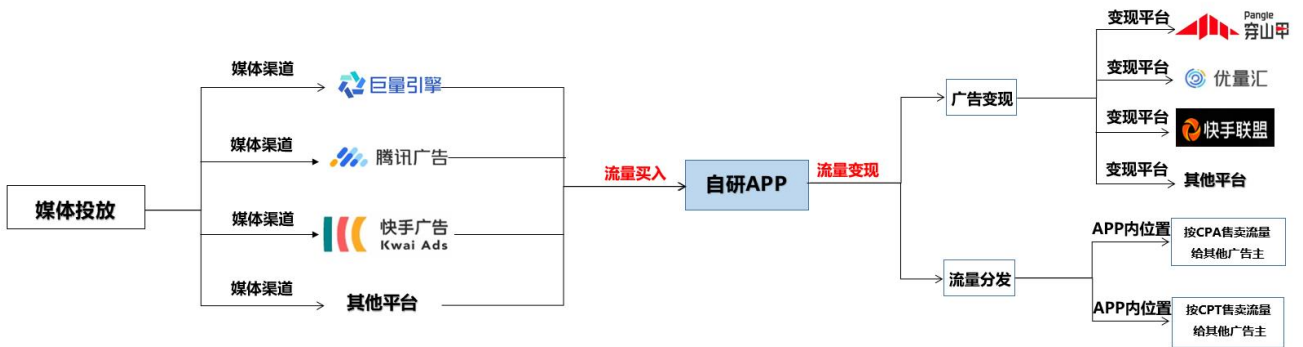 媒体投放
媒体渠道
巨量引擎
媒体渠道
腾讯广告
媒体渠道
快手广告
Kwai Ads
媒体渠道
其他平台
流量买入
自研APP
流量变现
广告变现
变现平台
Pangle
穿山甲
变现平台
优量汇
变现平台
快手联盟
变现平台
其他平台
流量分发
APP内位置
按CPA售卖流量
给其他广告主
APP内位置
按CPT售卖流量
给其他广告主